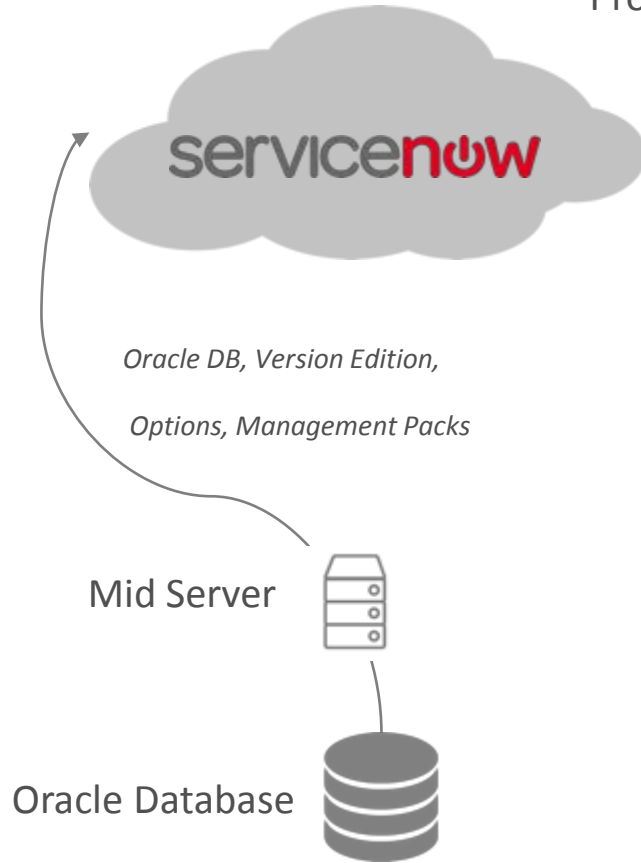 servicenow
Oracle DB, Version Edition,
Options, Management Packs
Mid Server
Oracle Database